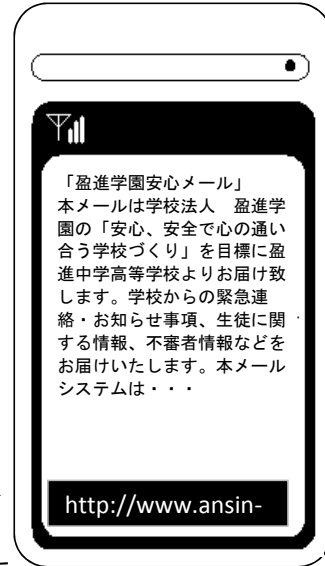 「盈進学園安心メール」
本メールは学校法人　盈進学
園の「安心、安全で心の通い
合う学校づくり」を目標に盈
進中学高等学校よりお届け致
します。学校からの緊急連
絡・お知らせ事項、生徒に関
する情報、不審者情報などを
お届けいたします。本メール
システムは・・・
http://www.ansin-